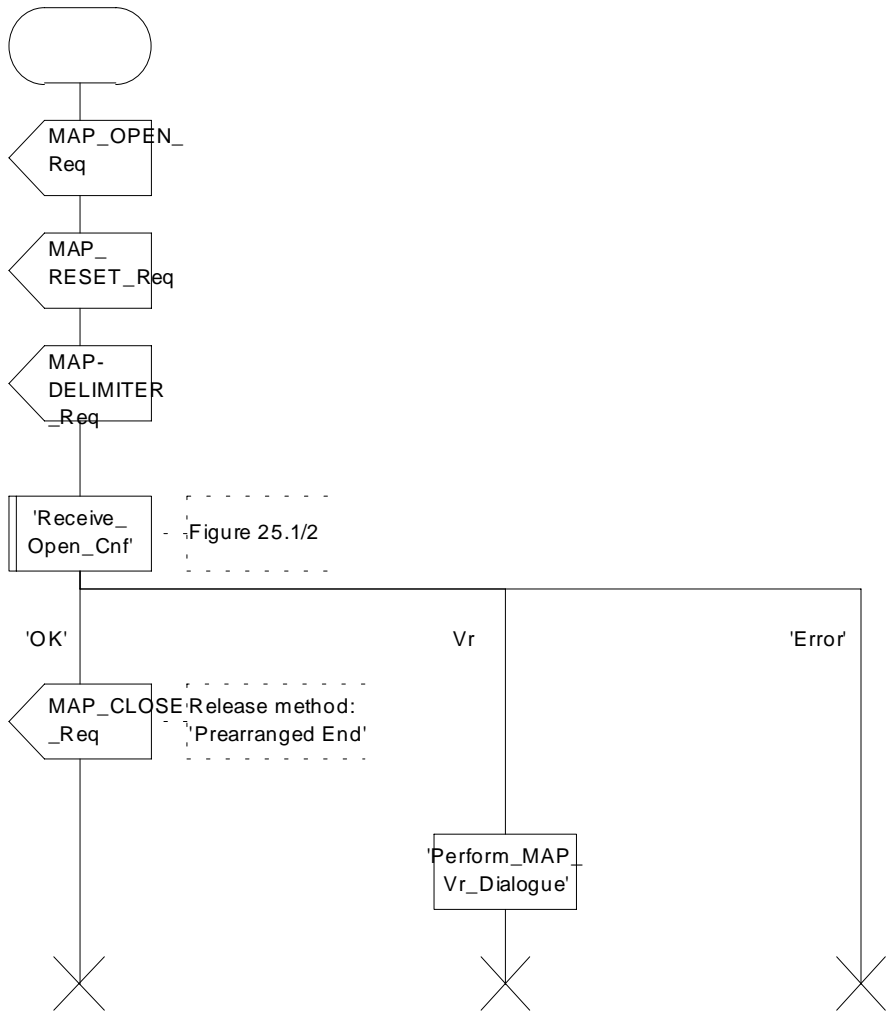 MAP_OPEN_
Req
MAP_
RESET_Req
MAP-
DELIMITER
_Req
'Receive_
Open_Cnf'
Figure 25.1/2
'OK'
Vr
'Error'
MAP_CLOSE
_Req
Release method:
'Prearranged End'
'Perform_MAP_
Vr_Dialogue'